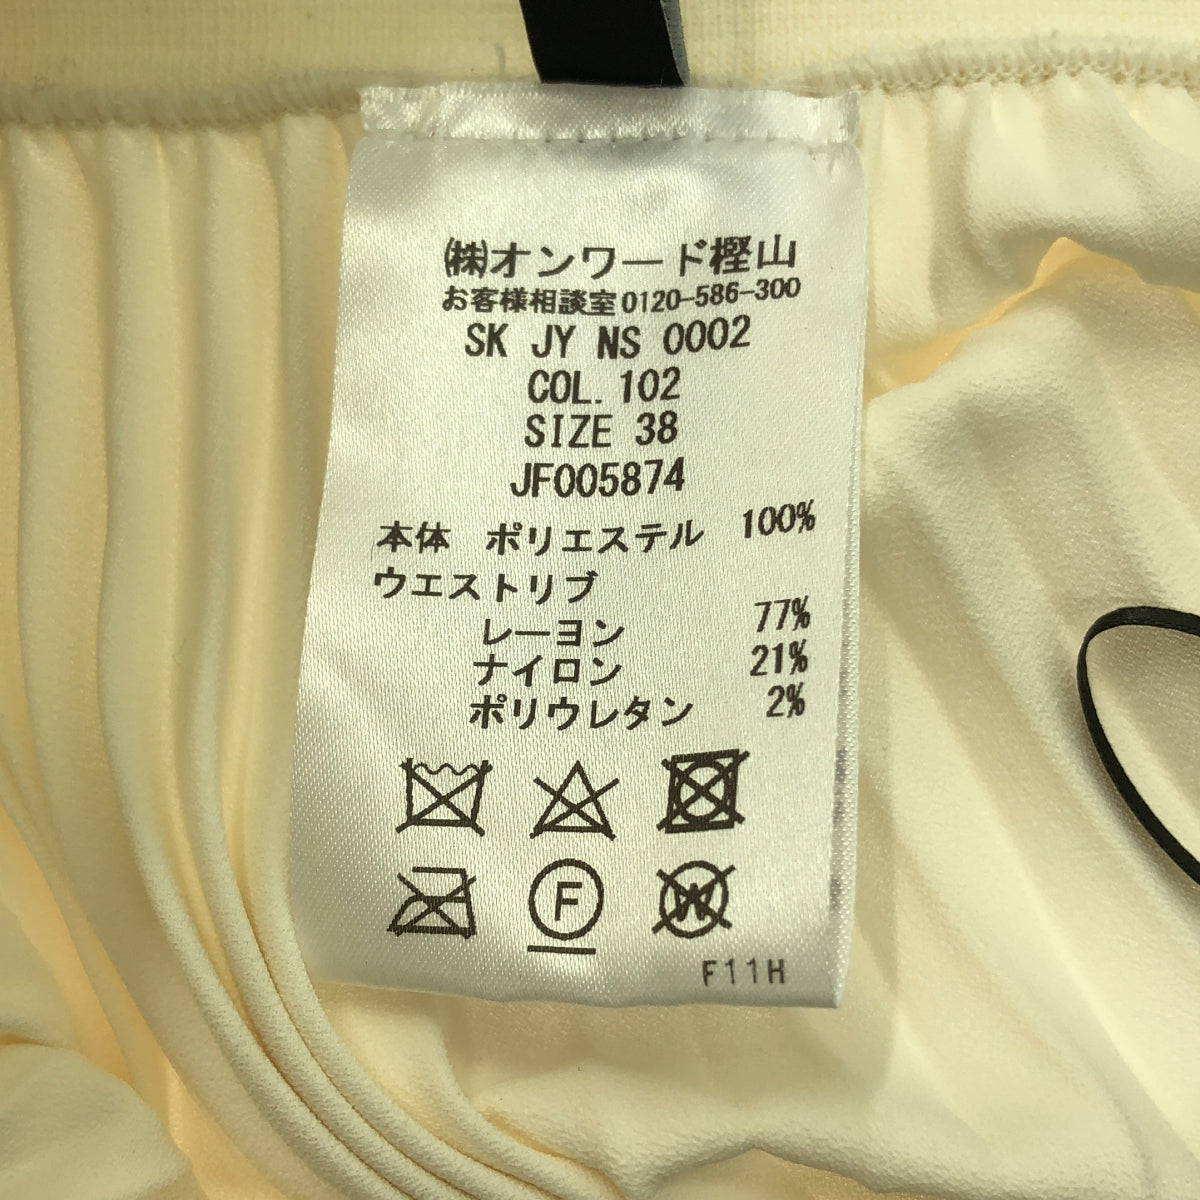 ㈱オンワード樫山
お客様相談室0120-586-300
SK JY NS 0002
COL. 102
SIZE 38
JF005874
本体 ポリエステル 100%
ウエストリブ
レーヨン 77%
ナイロン 21%
ポリウレタン 2%
F
W
F11H